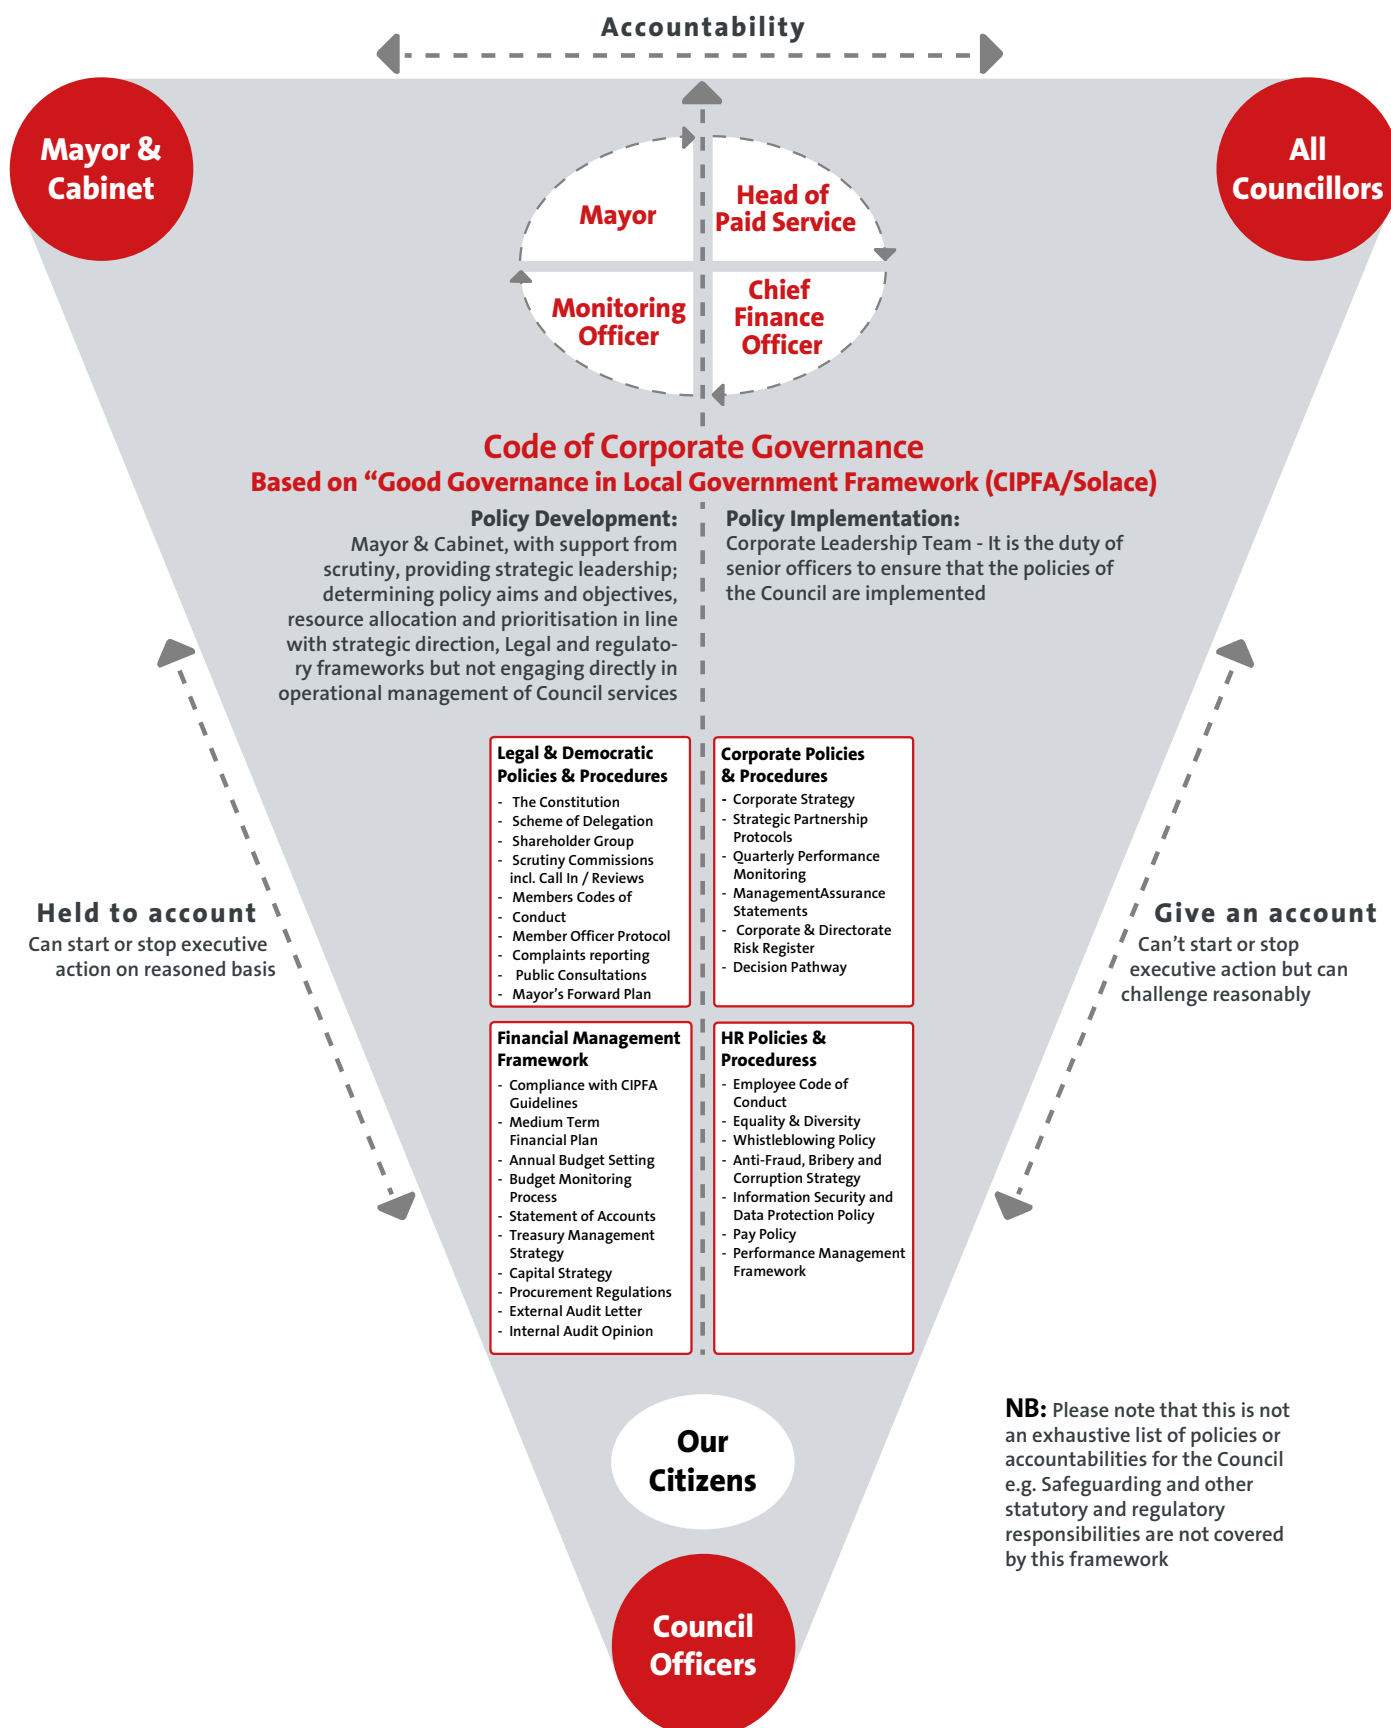 Accountability
Mayor &
Cabinet
All
Councillors
Mayor
Head of
Paid Service
Monitoring
Officer
Chief
Finance
Officer
Code of Corporate Governance
Based on “Good Governance in Local Government Framework (CIPFA/Solace)
Policy Development:
Mayor & Cabinet, with support from
scrutiny, providing strategic leadership;
determining policy aims and objectives,
resource allocation and prioritisation in line
with strategic direction, Legal and regulato-
ry frameworks but not engaging directly in
operational management of Council services
Policy Implementation:
Corporate Leadership Team - It is the duty of
senior officers to ensure that the policies of
the Council are implemented
Legal & Democratic
Policies & Procedures
- The Constitution
- Scheme of Delegation
- Shareholder Group
- Scrutiny Commissions
incl. Call In / Reviews
- Members Codes of
- Conduct
- Member Officer Protocol
- Complaints reporting
- Public Consultations
- Mayor’s Forward Plan
Corporate Policies
& Procedures
- Corporate Strategy
- Strategic Partnership
Protocols
- Quarterly Performance
Monitoring
- ManagementAssurance
Statements
- Corporate & Directorate
Risk Register
- Decision Pathway
Held to account
Can start or stop executive
action on reasoned basis
Give an account
Can’t start or stop
executive action but can
challenge reasonably
Financial Management
Framework
- Compliance with CIPFA
Guidelines
- Medium Term
Financial Plan
- Annual Budget Setting
- Budget Monitoring
Process
- Statement of Accounts
- Treasury Management
Strategy
- Capital Strategy
- Procurement Regulations
- External Audit Letter
- Internal Audit Opinion
HR Policies &
Proceduress
- Employee Code of
Conduct
- Equality & Diversity
- Whistleblowing Policy
- Anti-Fraud, Bribery and
Corruption Strategy
- Information Security and
Data Protection Policy
- Pay Policy
- Performance Management
Framework
Our
Citizens
NB: Please note that this is not
an exhaustive list of policies or
accountabilities for the Council
e.g. Safeguarding and other
statutory and regulatory
responsibilities are not covered
by this framework
Council
Officers